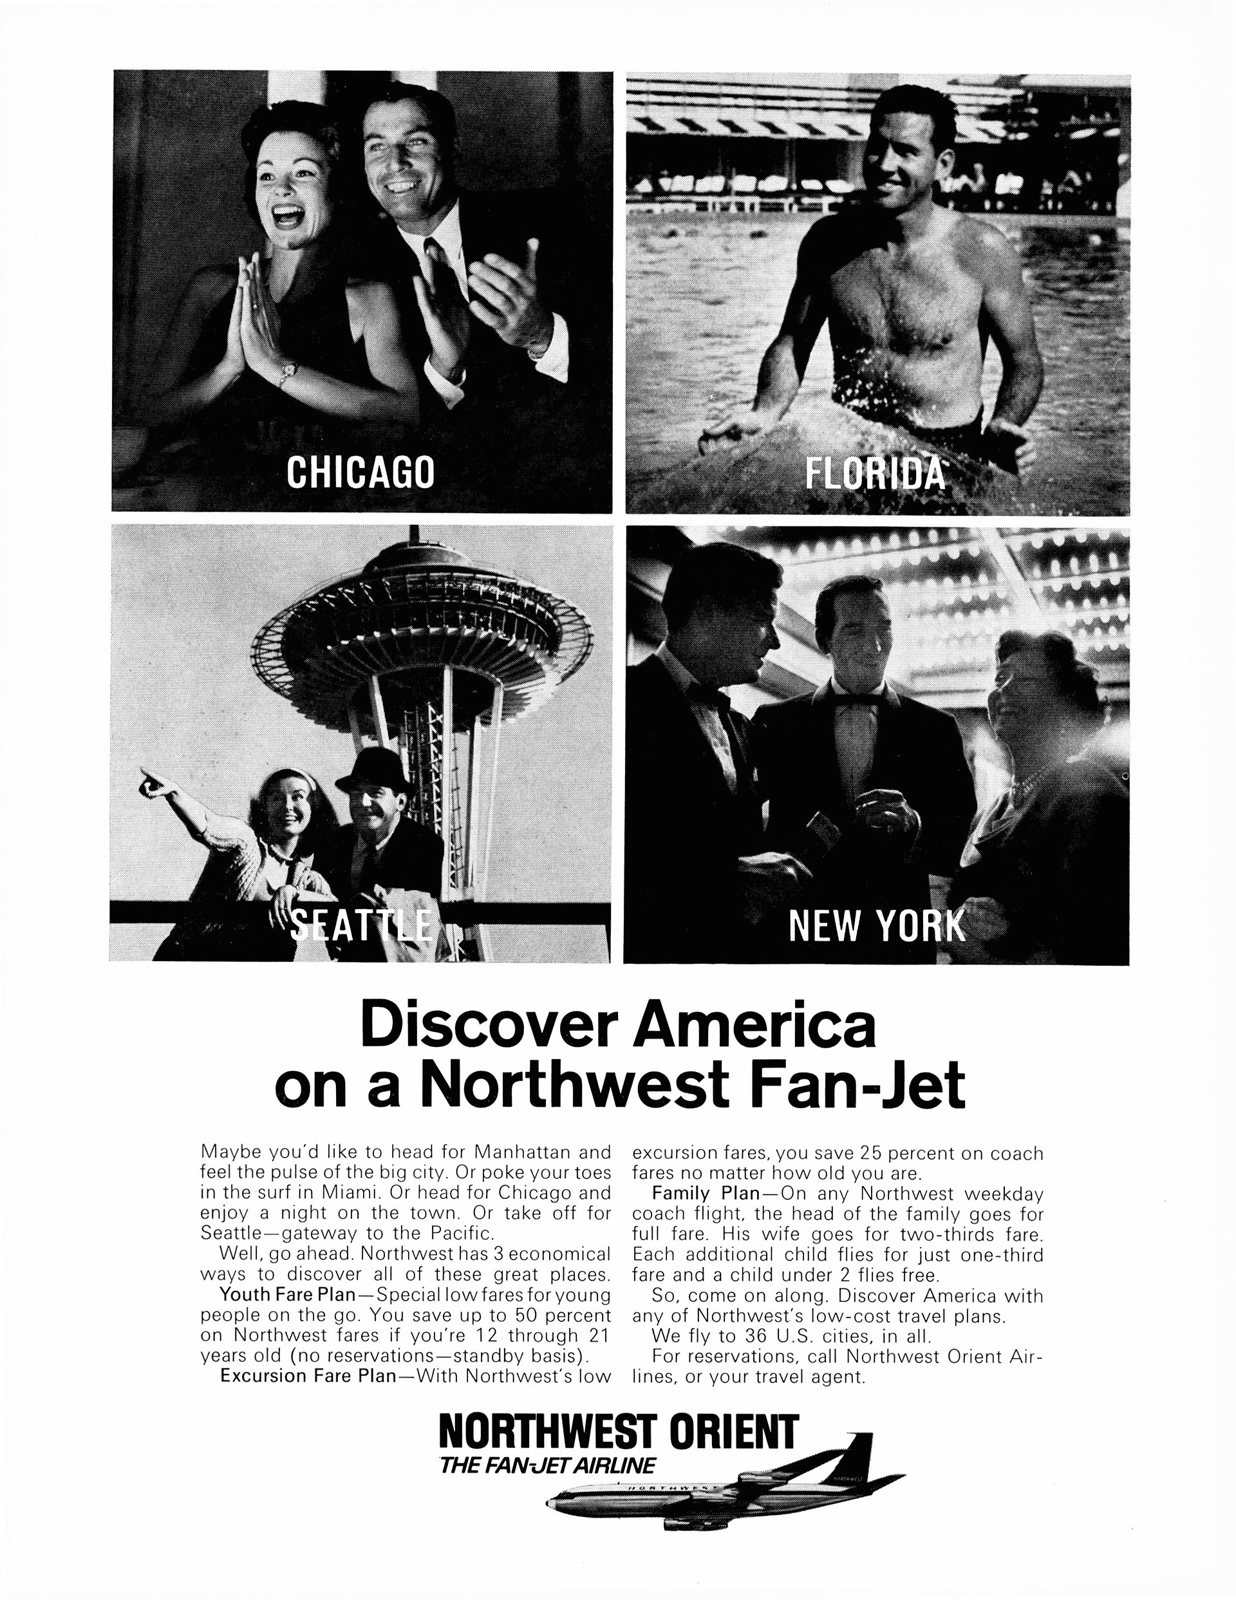 CHICAGO
FLORIDA
SEATTLE
NEW YORK
Discover America
on a Northwest Fan-Jet
Maybe you'd like to head for Manhattan and
feel the pulse of the big city. Or poke your toes
in the surf in Miami. Or head for Chicago and
enjoy a night on the town. Or take off for
Seattle—gateway to the Pacific.
Well, go ahead. Northwest has 3 economical
ways to discover all of these great places.
Youth Fare Plan—Special low fares for young
people on the go. You save up to 50 percent
on Northwest fares if you're 12 through 21
years old (no reservations—standby basis).
Excursion Fare Plan—With Northwest's low
excursion fares, you save 25 percent on coach
fares no matter how old you are.
Family Plan—On any Northwest weekday
coach flight, the head of the family goes for
full fare. His wife goes for two-thirds fare.
Each additional child flies for just one-third
fare and a child under 2 flies free.
So, come on along. Discover America with
any of Northwest's low-cost travel plans.
We fly to 36 U.S. cities, in all.
For reservations, call Northwest Orient Air-
lines, or your travel agent.
NORTHWEST ORIENT
THE FAN-JET AIRLINE
NORTHWEST
NORTHWEST